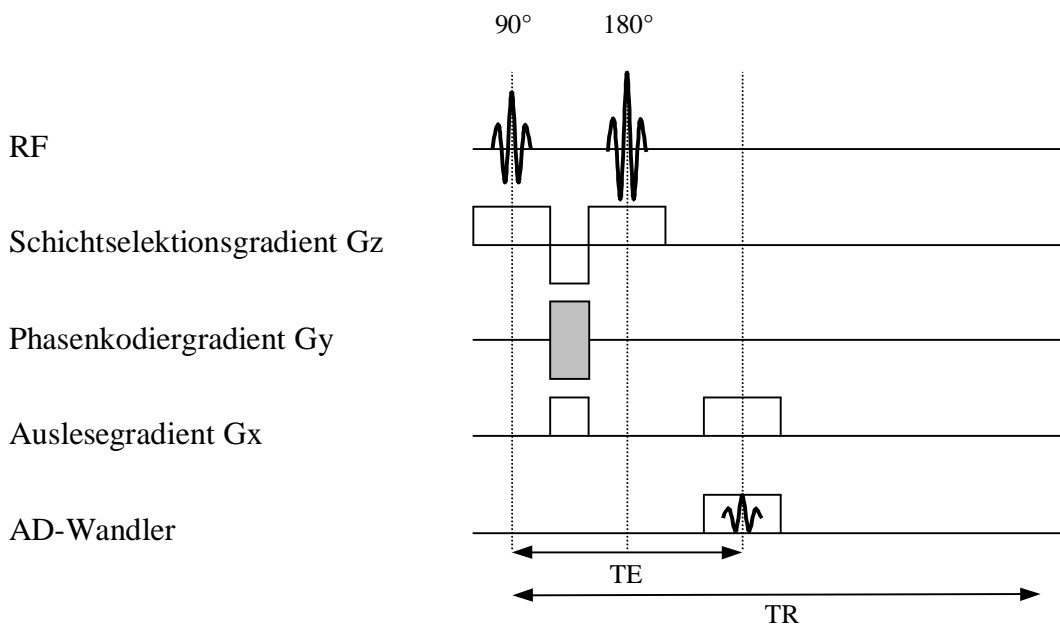 90° 180°
RF
Schichtselektionsgradient Gz
Phasenkodiergradient Gy
Auslesegradient Gx
AD-Wandler
TE
TR